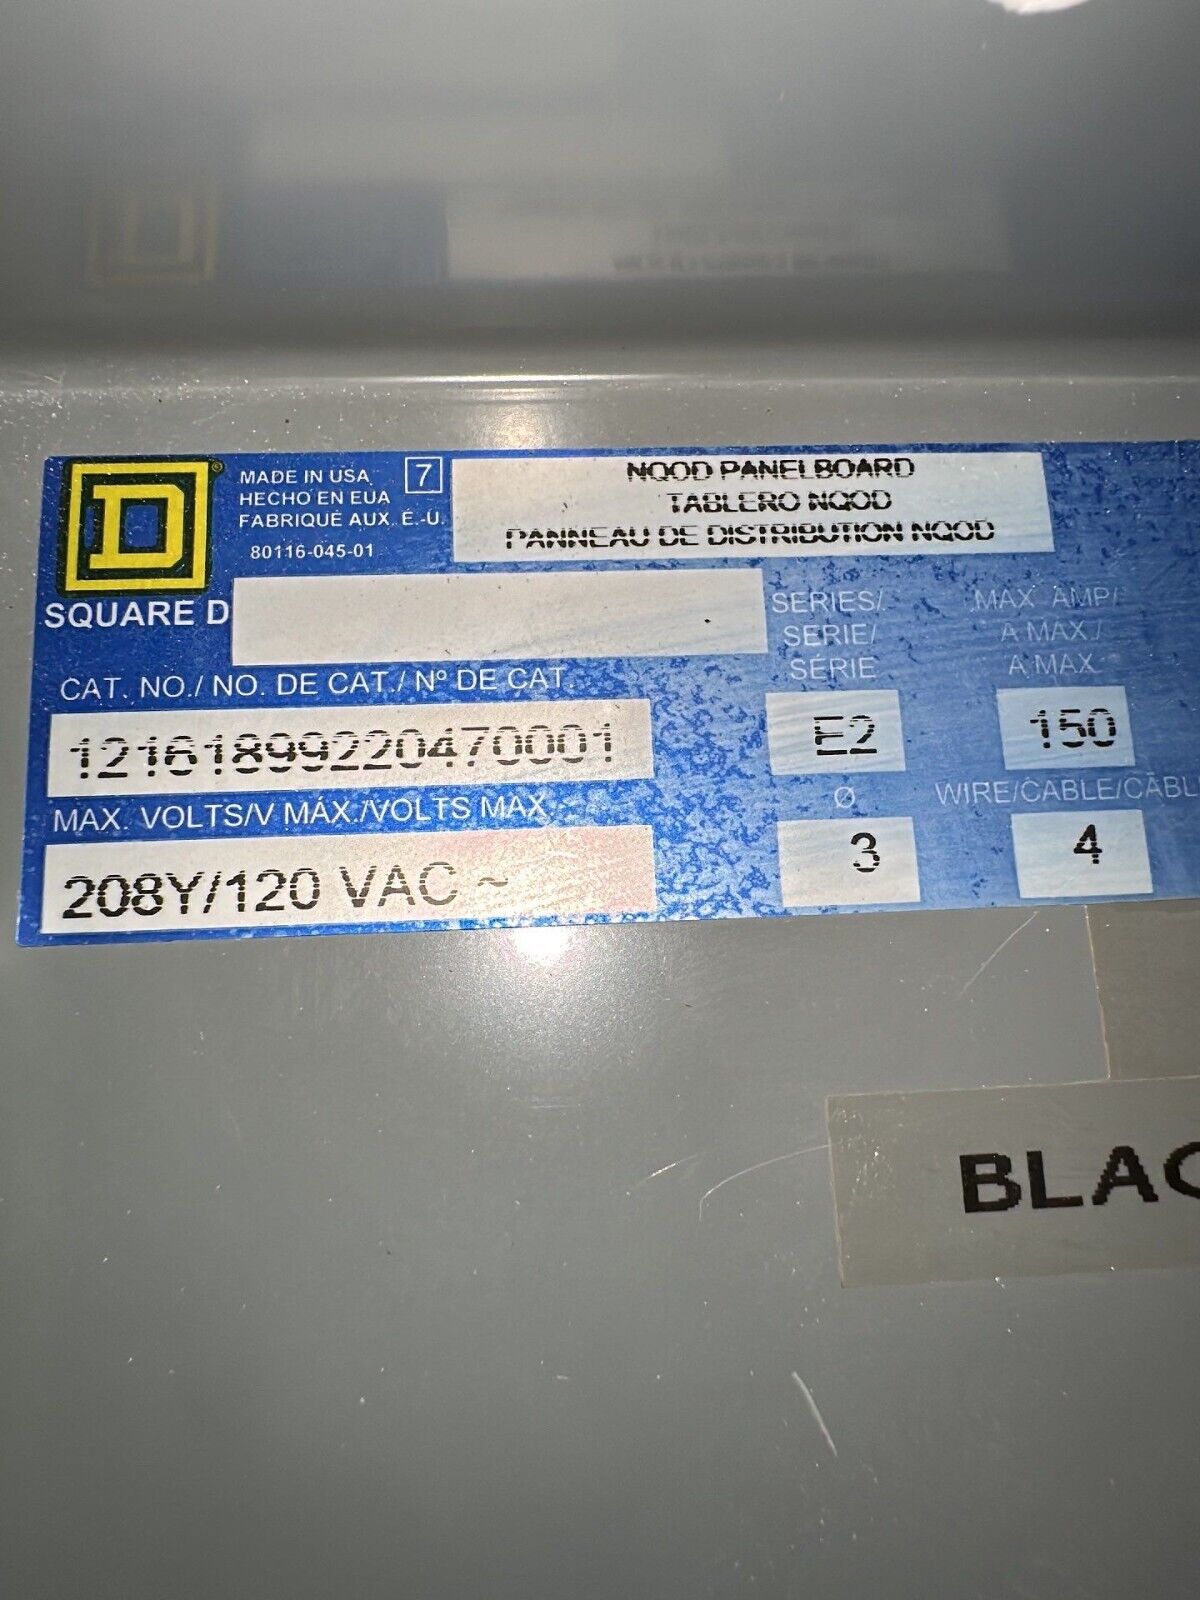 D®
MADE IN USA 7
HECHO EN EUA
FABRIQUÉ AUX. É.-U.
80116-045-01
NQOD PANELBOARD
TABLERO NQOD
PANNEAU DE DISTRIBUTION NQOD
SQUARE D
SERIES/
SERIE/
SÉRIE
MAX. AMP/
A MAX./
A MAX.
CAT. NO./ NO. DE CAT./ Nº DE CAT.
12161899220470001
E2
150
MAX. VOLTS/V MÁX./VOLTS MAX
Ø
WIRE/CABLE/CÂBL
208Y/120 VAC ~
3
4
BLAC